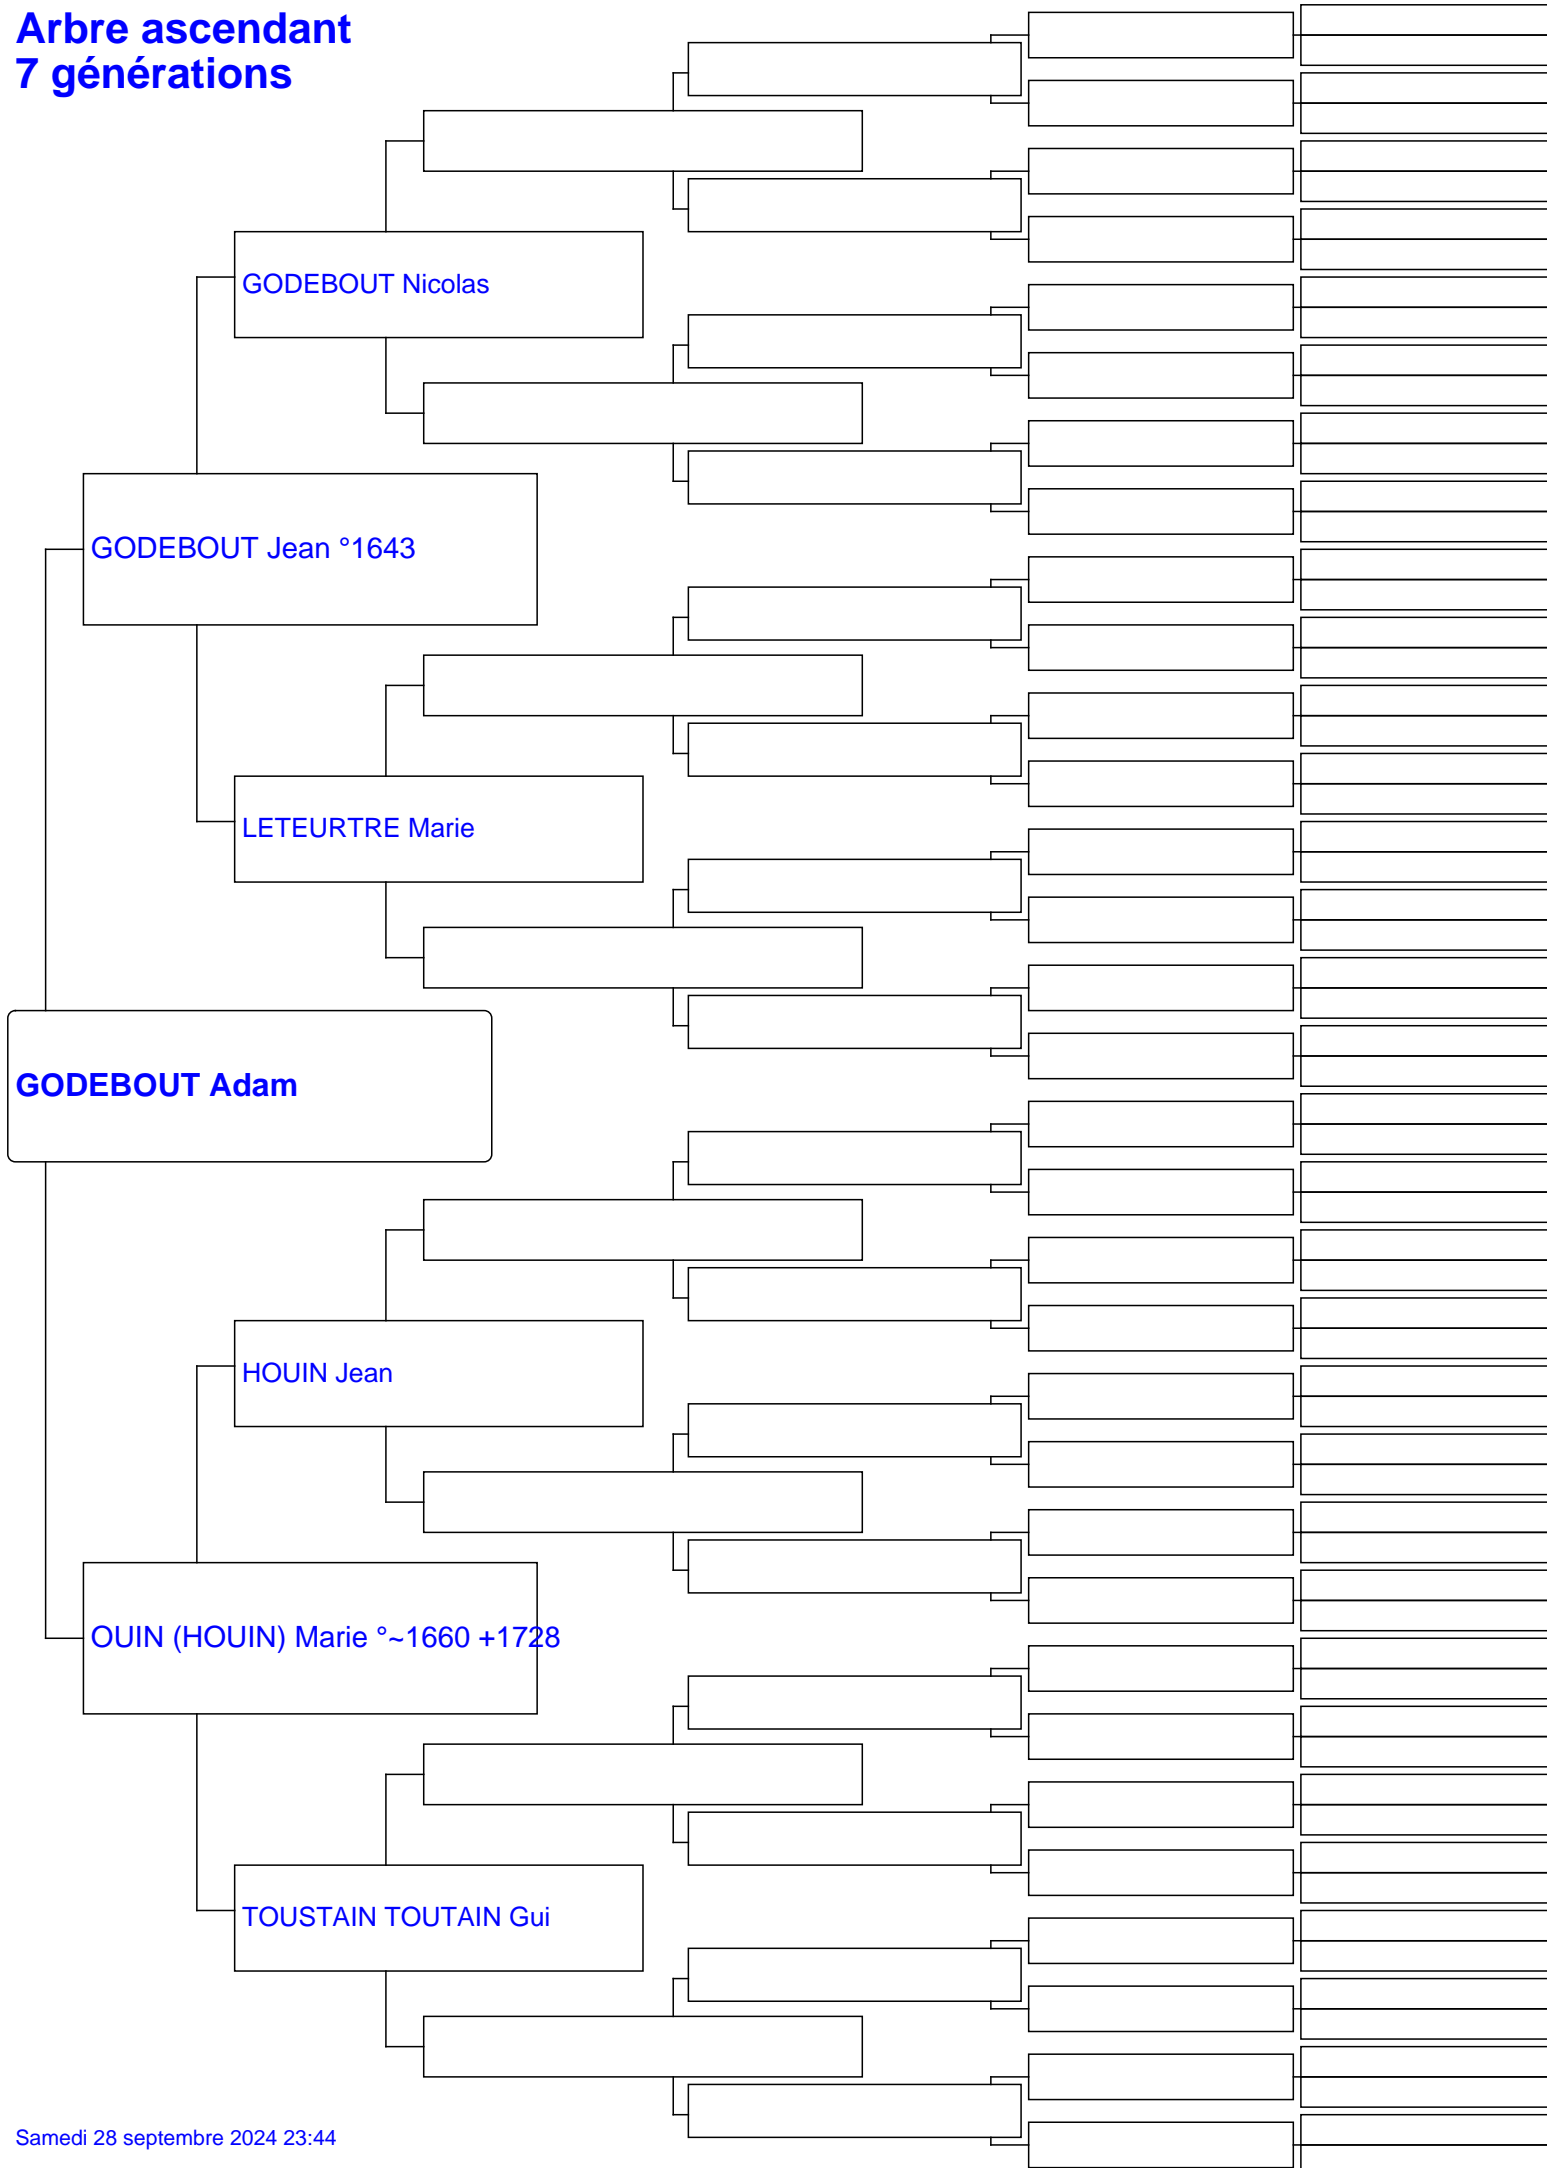 Arbre ascendant
7 générations
GODEBOUT Nicolas
GODEBOUT Jean °1643
LETEURTRE Marie
GODEBOUT Adam
HOUIN Jean
OUIN (HOUIN) Marie °~1660 +1728
TOUSTAIN TOUTAIN Gui
Samedi 28 septembre 2024 23:44